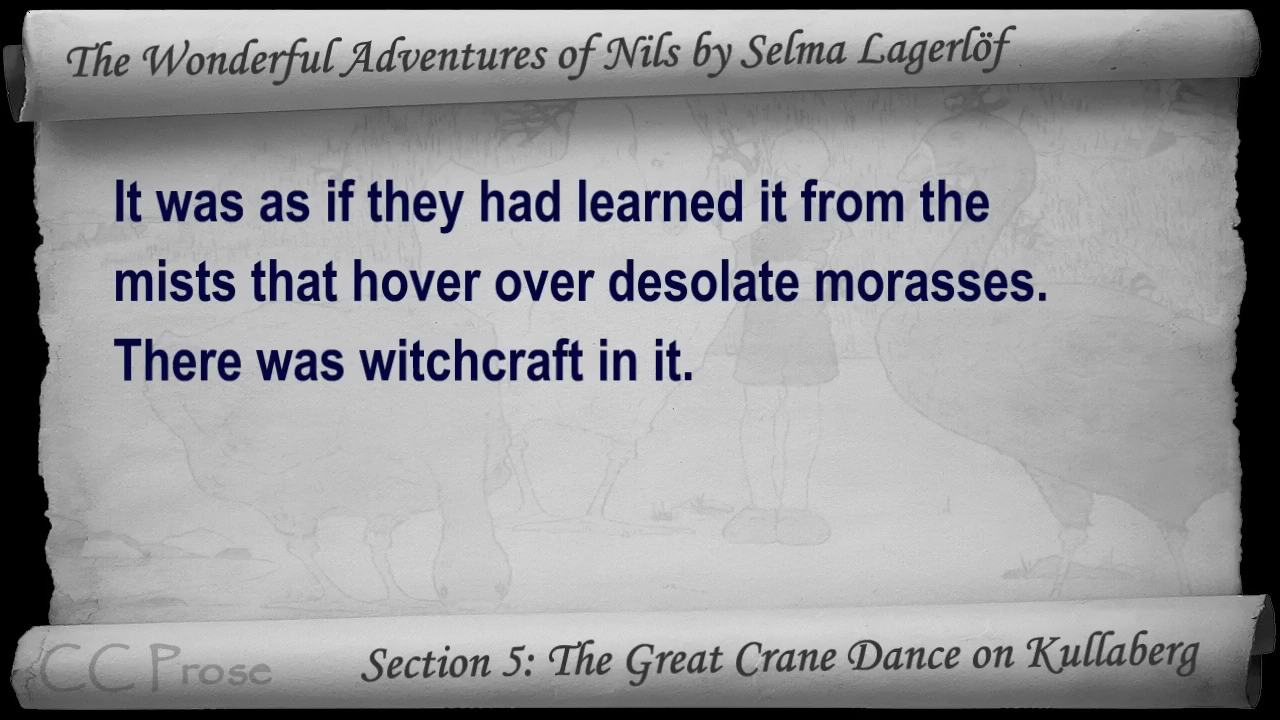 The Wonderful Adventures of Nils by Selma Lagerlöf
It was as if they had learned it from the
mists that hover over desolate morasses.
There was witchcraft in it.
CC Prose
Section 5: The Great Crane Dance on Kullaberg